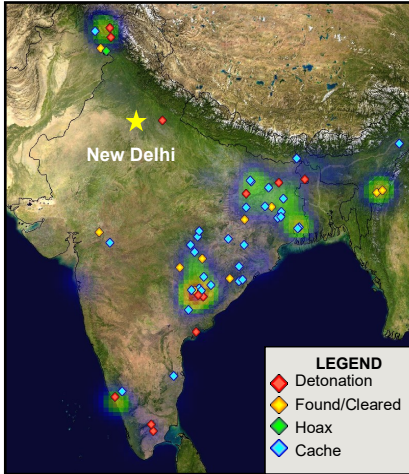 New Delhi
LEGEND
Detonation
Found/Cleared
Hoax
Cache